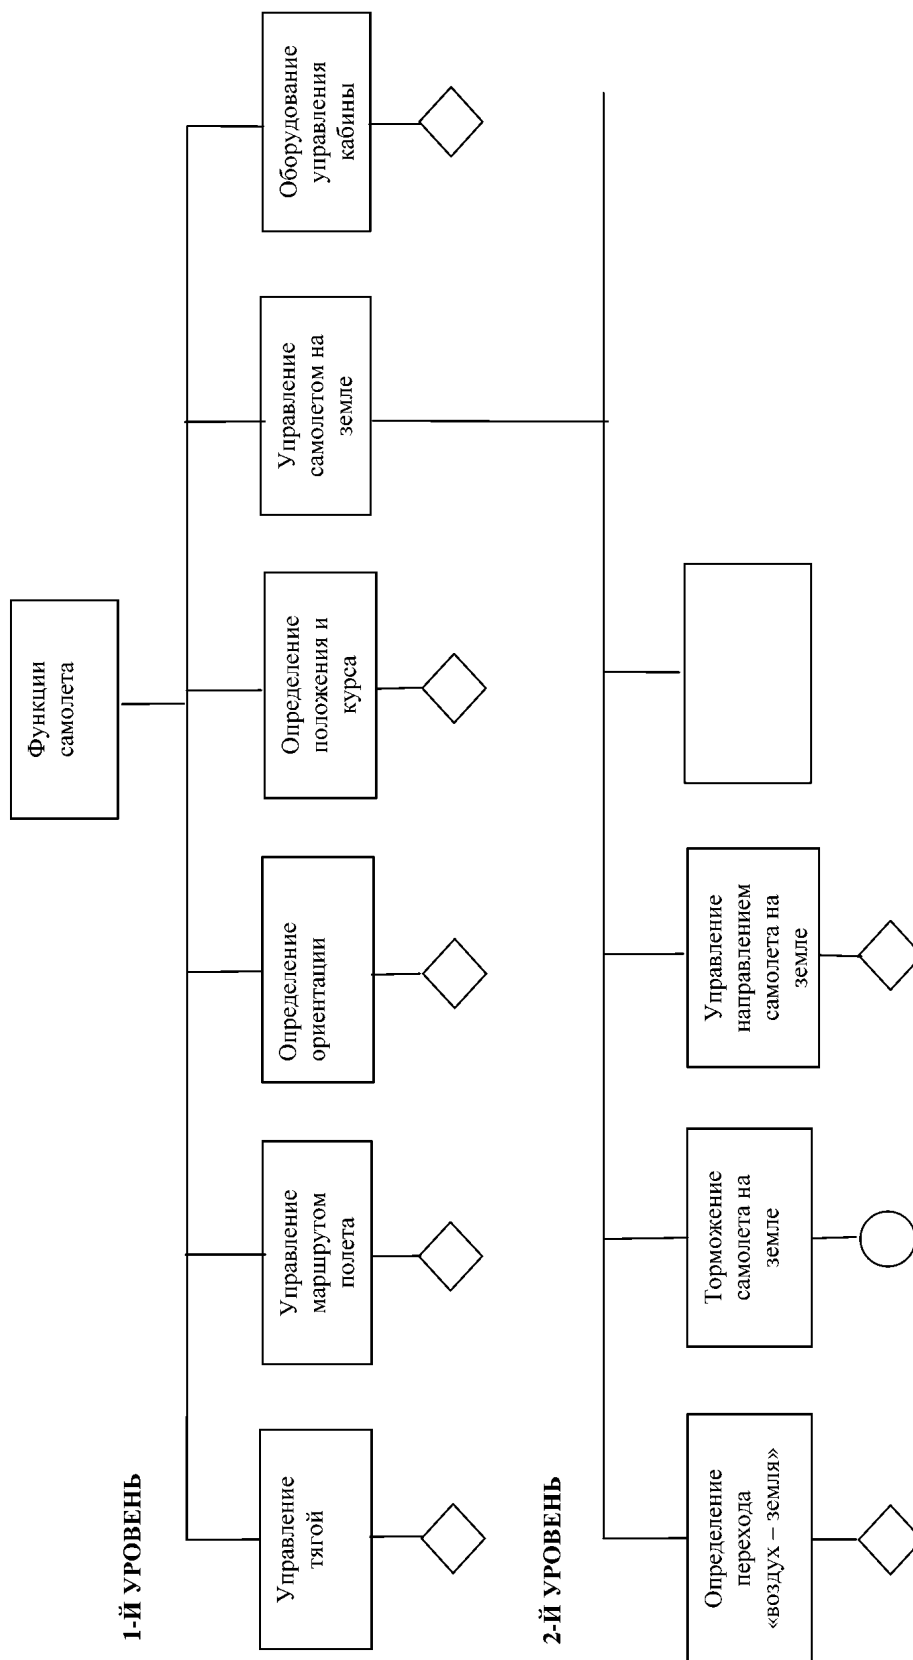 Функции
самолета
1-Й УРОВЕНЬ
Управление
тягой
Управление
маршрутом
полета
Определение
ориентации
Определение
положения и
курса
Управление
самолетом на
земле
Оборудование
управления
кабины
2-Й УРОВЕНЬ
Определение
перехода
«воздух – земля»
Торможение
самолета на
земле
Управление
направлением
самолета на
земле